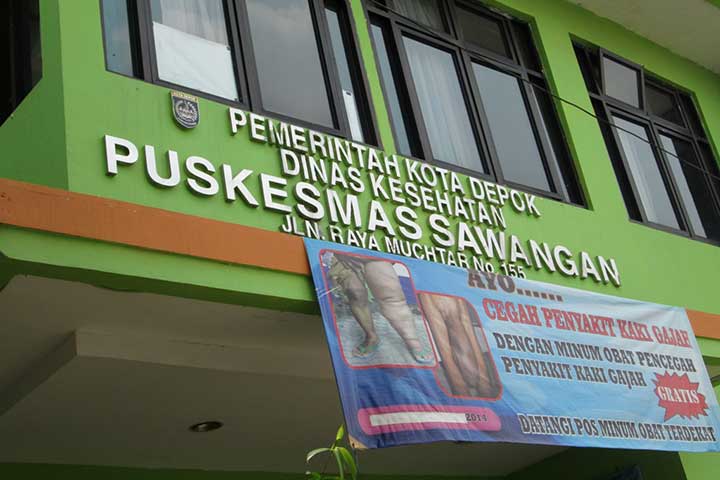 PEMERINTAH KOTA DEPOK
DINAS KESEHATAN
PUSKESMAS SAWANGAN
JLN. RAYA MUCHTAR No. 155
AYO......
CEGAH PENYAKIT KAKI GAJAH
DENGAN MINUM OBAT PENCEGAH
PENYAKIT KAKI GAJAH
GRATIS
DATANGI POS MINUM OBAT TERDEKAT